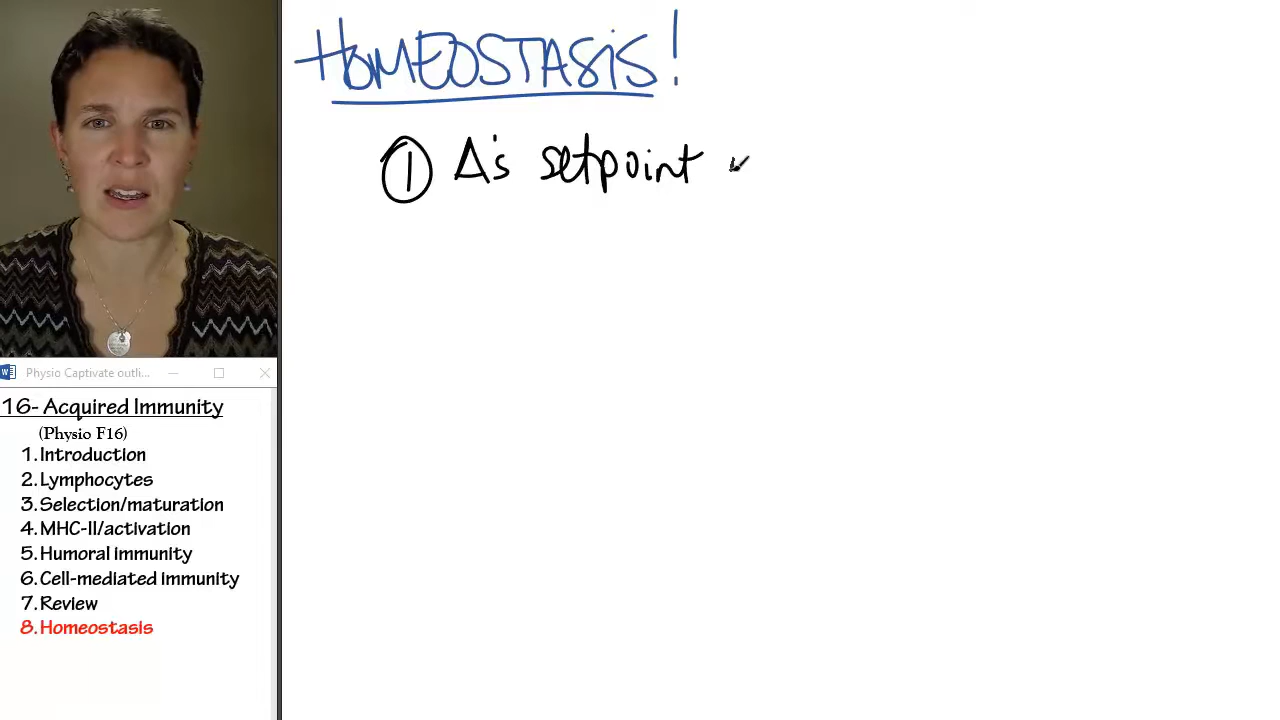 HOMEOSTASIS!
① Δ's setpoint
W
Physio Captivate outli...
16- Acquired Immunity
(Physio F16)
1. Introduction
2. Lymphocytes
3. Selection/maturation
4. MHC-II/activation
5. Humoral immunity
6. Cell-mediated immunity
7. Review
8. Homeostasis